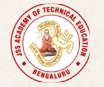 JSS ACADEMY OF TECHNICAL EDUCATION
BENGALURU